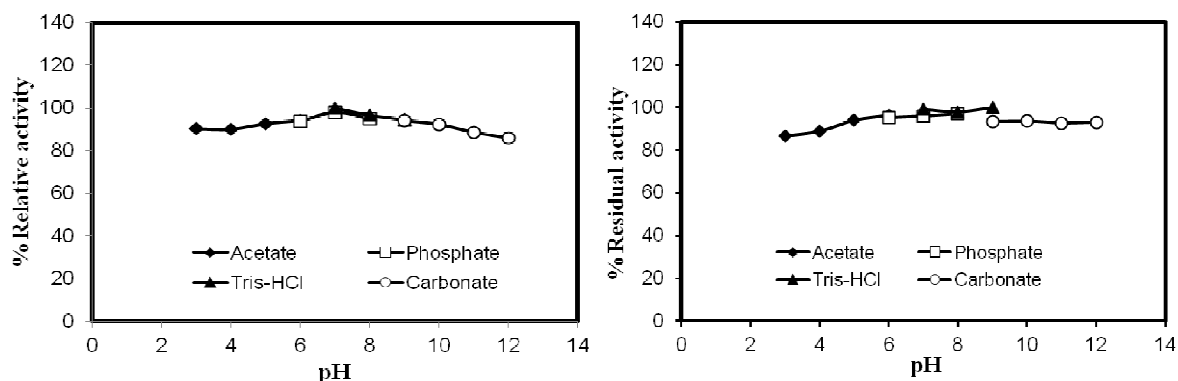 140
120
100
80
60
40
20
0
% Relative activity
Acetate
Phosphate
Tris-HCl
Carbonate
0 2 4 6 8 10 12 14
pH
140
120
100
80
60
40
20
0
% Residual activity
Acetate
Phosphate
Tris-HCl
Carbonate
0 2 4 6 8 10 12 14
pH